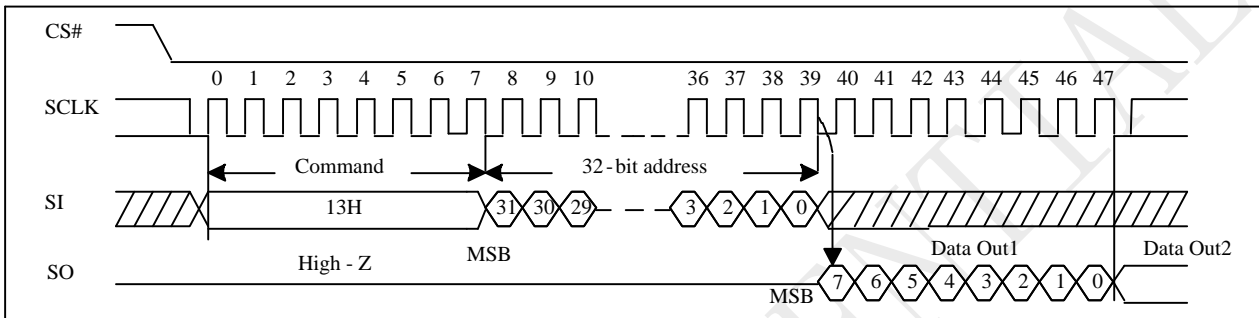 CS#
0 1 2 3 4 5 6 7 8 9 10 36 37 38 39 40 41 42 43 44 45 46 47
SCLK
Command 32-bit address
SI 13H 31 30 29 3 2 1 0
High - Z MSB Data Out1 Data Out2
SO MSB 7 6 5 4 3 2 1 0